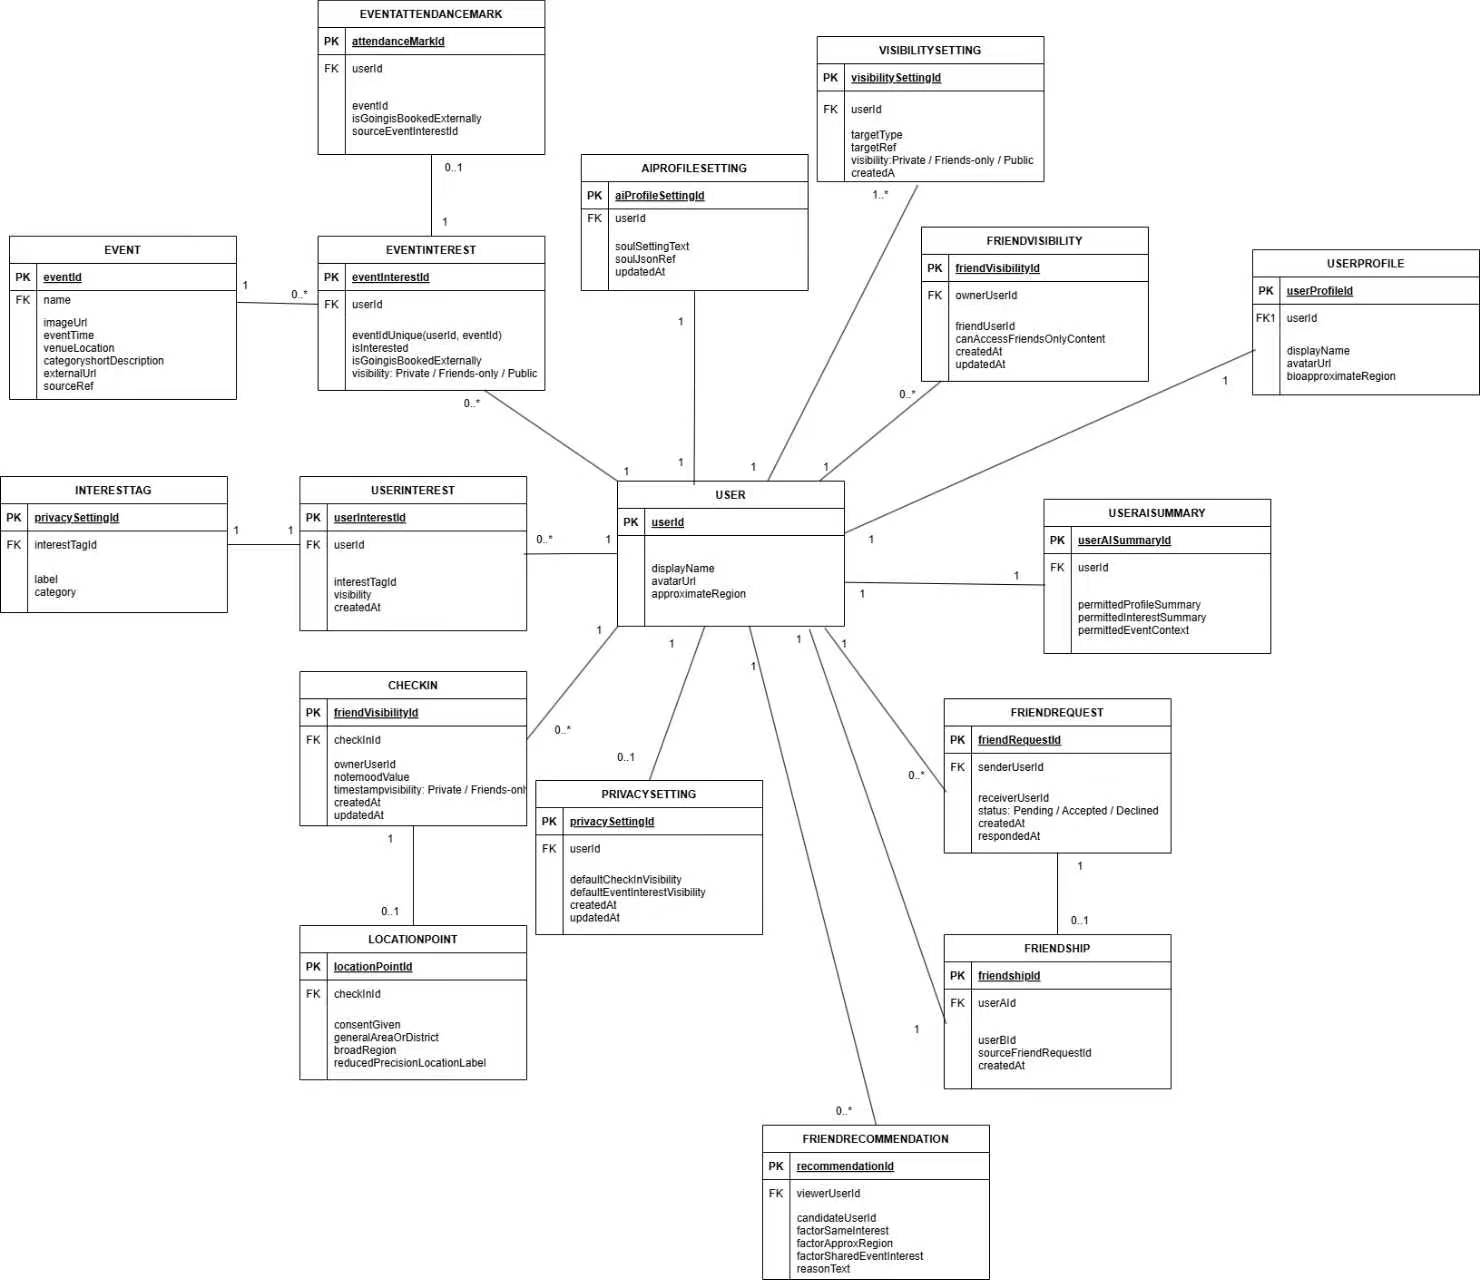 EVENTATTENDANCEMARK
PK attendanceMarkId
FK userId
eventId
isGoingisBookedExternally
sourceEventInterestId
0..1
1
VISIBILITYSETTING
PK visibilitySettingId
FK userId
targetType
targetRef
visibility:Private / Friends-only / Public
createdA
1..*
1
AIPROFILESETTING
PK aiProfileSettingId
FK userId
soulSettingText
soulJsonRef
updatedAt
1
1
EVENT
PK eventId
FK name
imageUrl
eventTime
venueLocation
categoryshortDescription
externalUrl
sourceRef
1
0..*
EVENTINTEREST
PK eventInterestId
FK userId
eventIdUnique(userId, eventId)
isInterested
isGoingisBookedExternally
visibility: Private / Friends-only / Public
0..*
1
FRIENDVISIBILITY
PK friendVisibilityId
FK ownerUserId
friendUserId
canAccessFriendsOnlyContent
createdAt
updatedAt
0..*
1
USERPROFILE
PK userProfileId
FK1 userId
displayName
avatarUrl
bioapproximateRegion
1
1
INTERESTTAG
PK privacySettingId
FK interestTagId
label
category
1
1
USERINTEREST
PK userInterestId
FK userId
interestTagId
visibility
createdAt
0..*
1
USER
PK userId
displayName
avatarUrl
approximateRegion
USERAISUMMARY
PK userAISummaryId
FK userId
permittedProfileSummary
permittedInterestSummary
permittedEventContext
1
1
CHECKIN
PK friendVisibilityId
FK checkInId
ownerUserId
notemoodValue
timestampvisibility: Private / Friends-onl
createdAt
updatedAt
1
0..*
1
0..1
PRIVACYSETTING
PK privacySettingId
FK userId
defaultCheckInVisibility
defaultEventInterestVisibility
createdAt
updatedAt
1
0..1
LOCATIONPOINT
PK locationPointId
FK checkInId
consentGiven
generalAreaOrDistrict
broadRegion
reducedPrecisionLocationLabel
FRIENDREQUEST
PK friendRequestId
FK senderUserId
receiverUserId
status: Pending / Accepted / Declined
createdAt
respondedAt
1
0..*
1
0..1
FRIENDSHIP
PK friendshipId
FK userAId
userBId
sourceFriendRequestId
createdAt
1
1
1
0..*
FRIENDRECOMMENDATION
PK recommendationId
FK viewerUserId
candidateUserId
factorSameInterest
factorApproxRegion
factorSharedEventInterest
reasonText